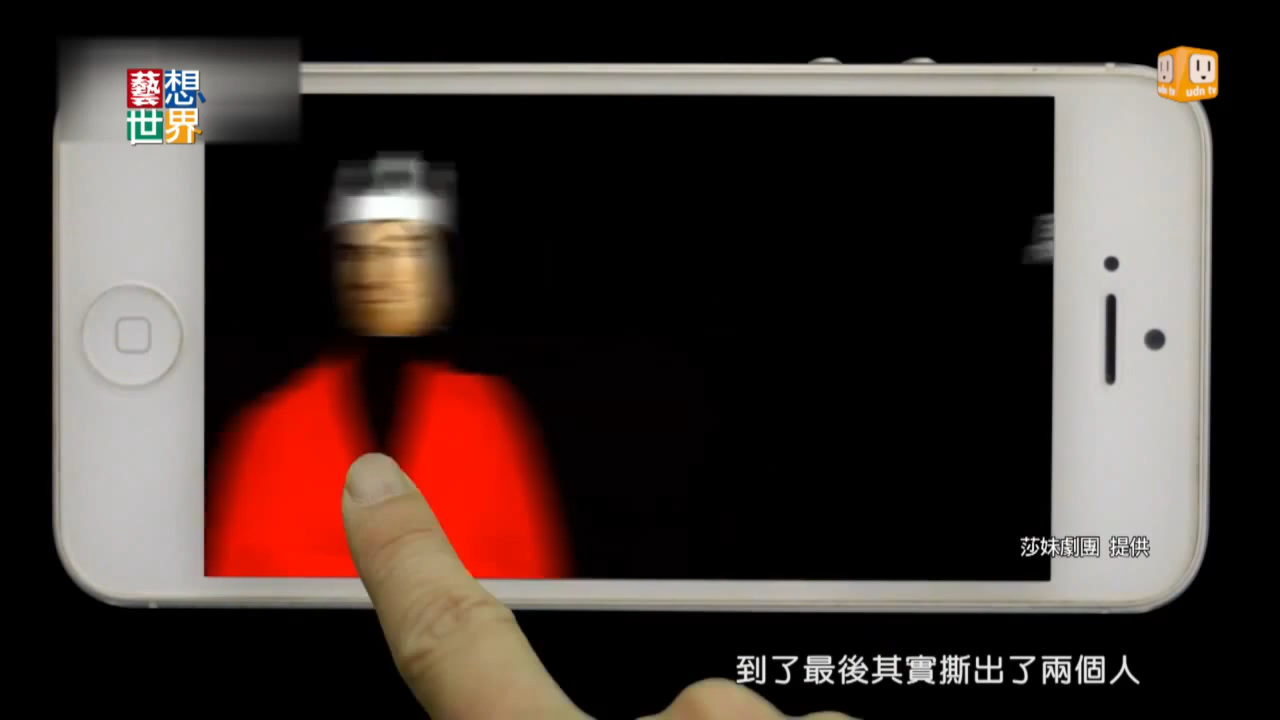 藝想
世界
udn tv
莎妹劇團 提供
到了最後其實撕出了兩個人